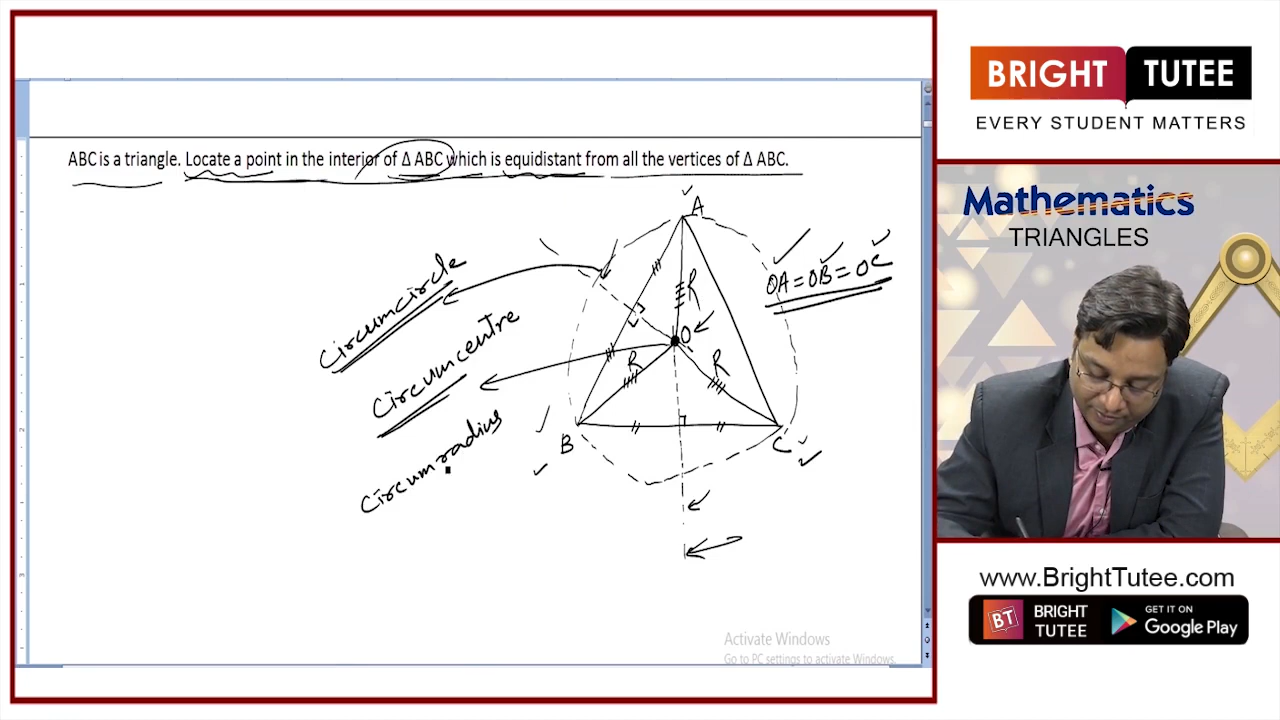 ABC is a triangle. Locate a point in the interior of Δ ABC which is equidistant from all the vertices of Δ ABC.
A
OA = OB = OC
Circumcircle
R
O
Circumcentre
R
R
B
C
Circumradius
Activate Windows
Go to PC settings to activate Windows.
BRIGHT TUTEE
EVERY STUDENT MATTERS
Mathematics
TRIANGLES
www.BrightTutee.com
BT
BRIGHT
TUTEE
GET IT ON
Google Play